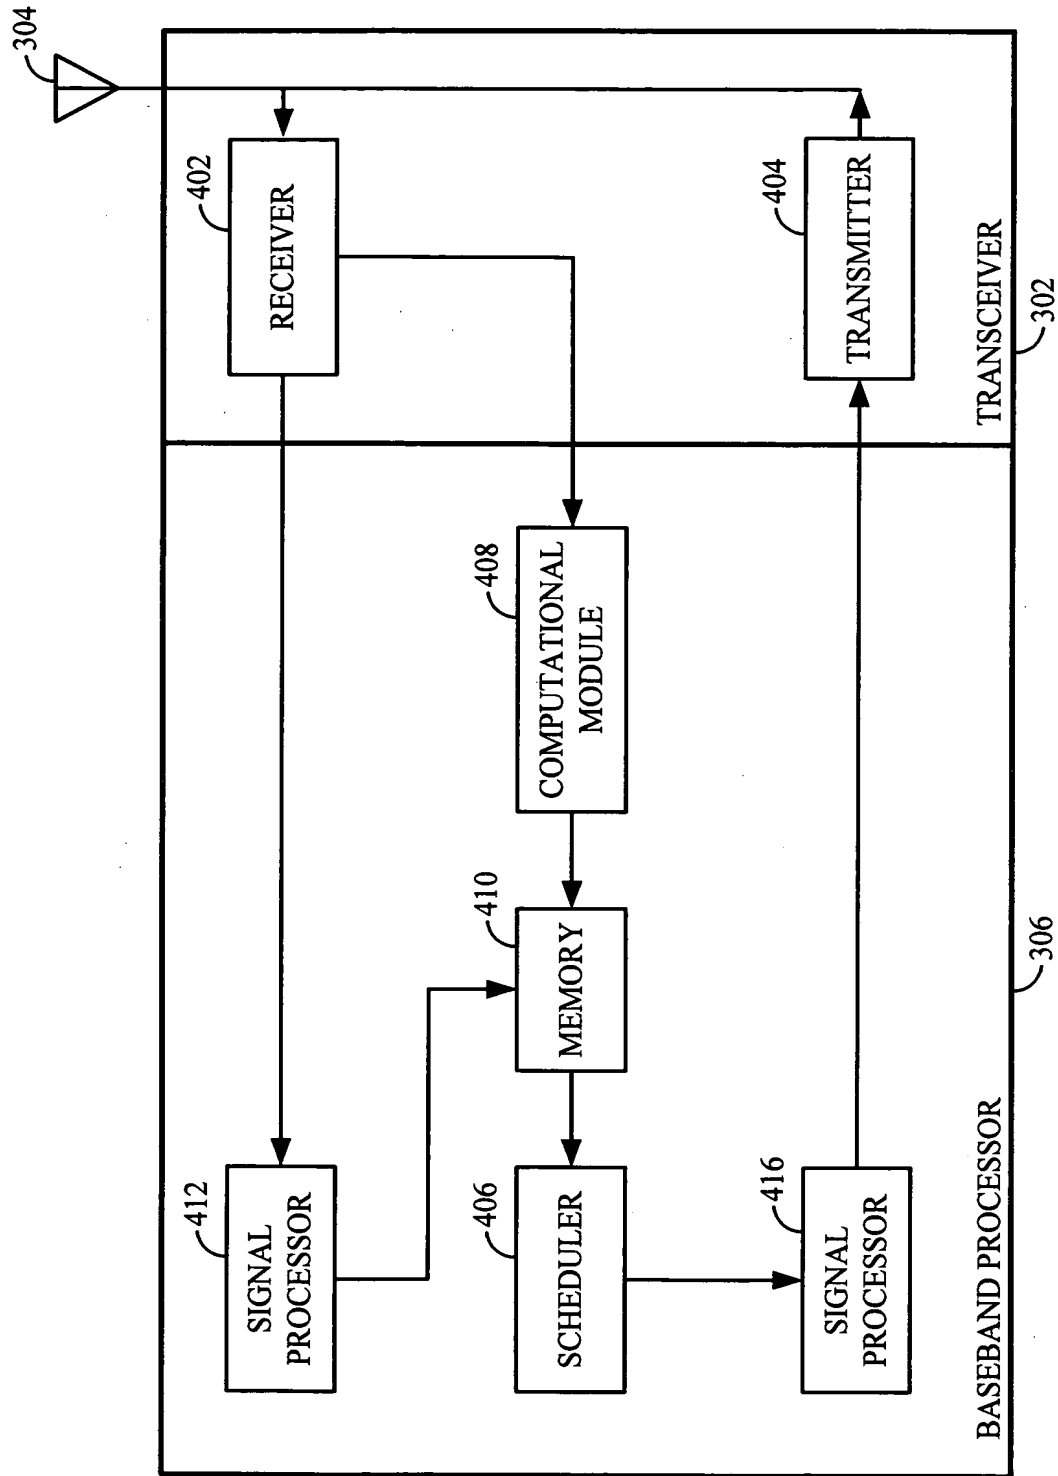 304
402
RECEIVER
404
TRANSMITTER
TRANSCEIVER
302
408
COMPUTATIONAL
MODULE
410
MEMORY
412
SIGNAL
PROCESSOR
406
SCHEDULER
416
SIGNAL
PROCESSOR
BASEBAND PROCESSOR
306